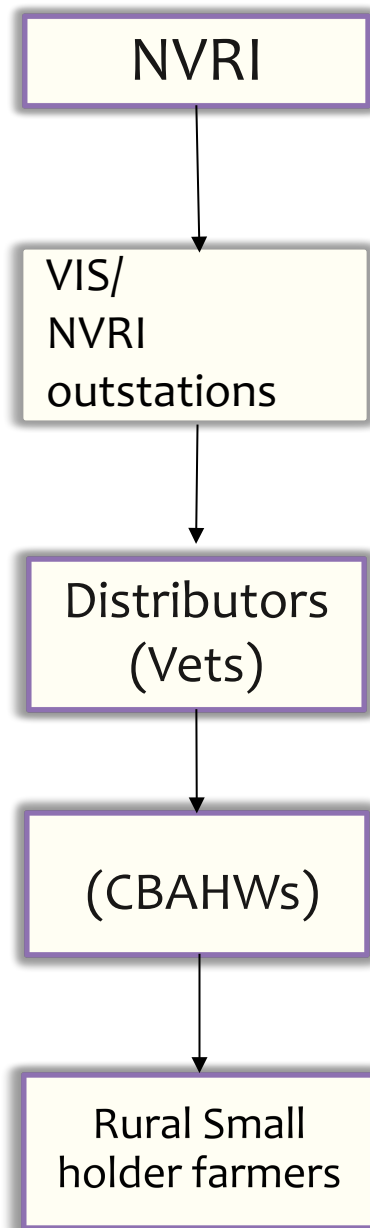 NVRI
VIS/
NVRI
outstations
Distributors
(Vets)
(CBAHWs)
Rural Small
holder farmers